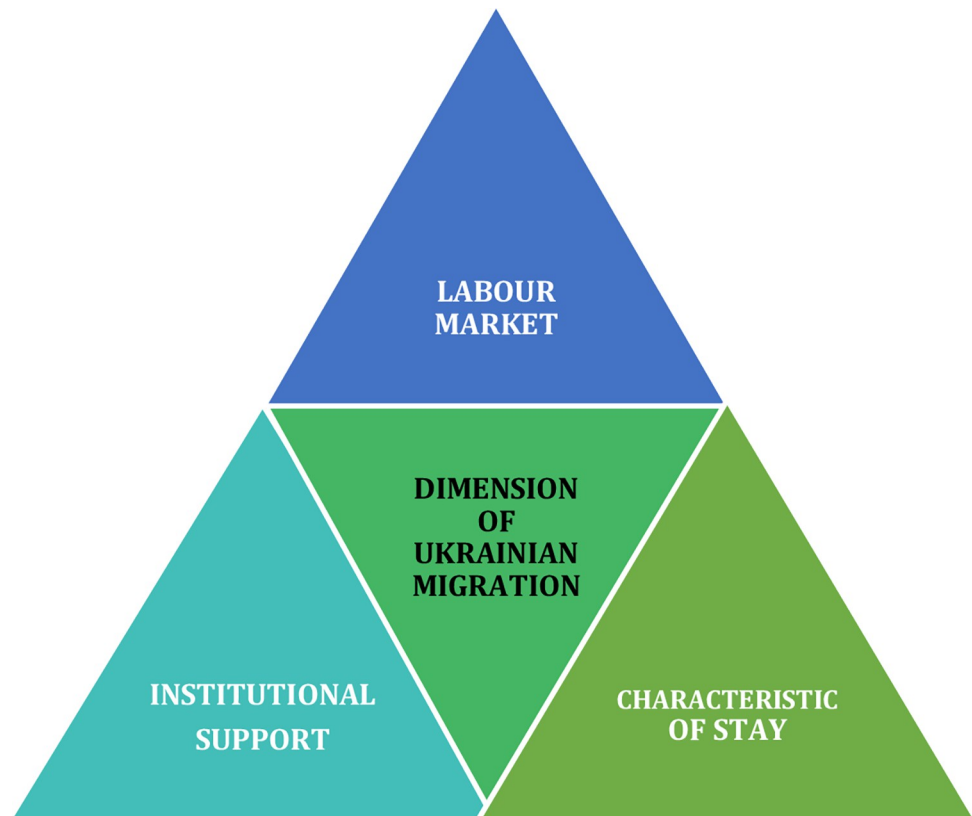 LABOUR
MARKET
DIMENSION
OF
UKRAINIAN
MIGRATION
INSTITUTIONAL
SUPPORT
CHARACTERISTIC
OF STAY